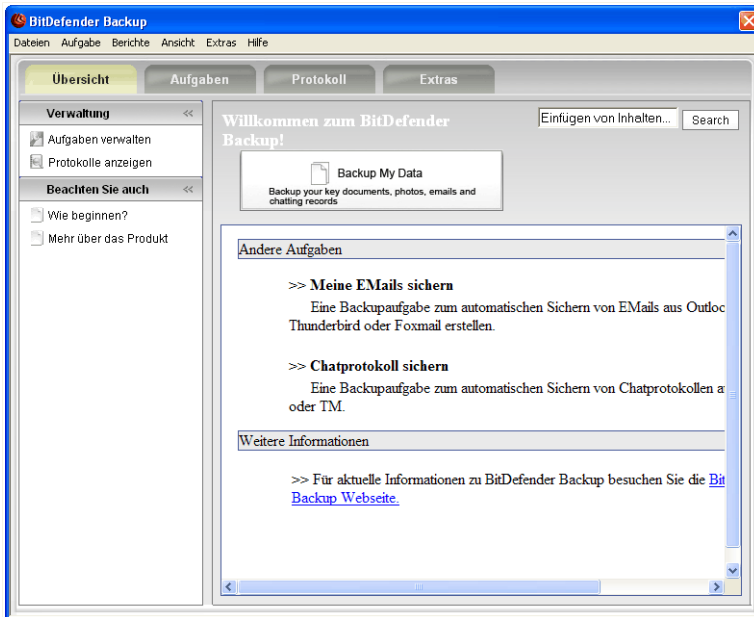 BitDefender Backup
Dateien Aufgabe Berichte Ansicht Extras Hilfe
Übersicht Aufgaben Protokoll Extras
Verwaltung
Aufgaben verwalten
Protokolle anzeigen
Beachten Sie auch
Wie beginnen?
Mehr über das Produkt
Willkommen zum BitDefender
Backup!
Einfügen von Inhalten... Search
Backup My Data
Backup your key documents, photos, emails and
chatting records
Andere Aufgaben
>> Meine EMails sichern
Eine Backupaufgabe zum automatischen Sichern von EMails aus Outloc
Thunderbird oder Foxmail erstellen.
>> Chatprotokoll sichern
Eine Backupaufgabe zum automatischen Sichern von Chatprotokollen a
oder TM.
Weitere Informationen
>> Für aktuelle Informationen zu BitDefender Backup besuchen Sie die Bit
Backup Webseite.